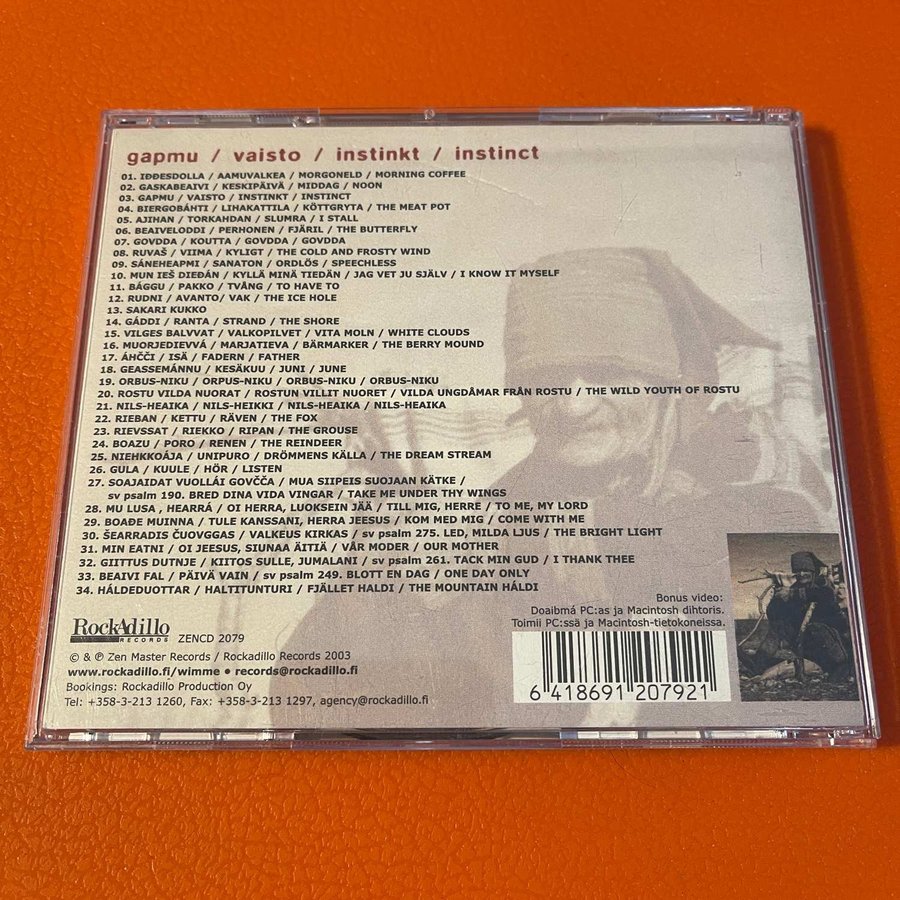 gapmu / vaisto / instinkt / instinct
01. IĐĐESDOLLA / AAMUVALKEA / MORGONELD / MORNING COFFEE
02. GASKABEAIVI / KESKIPÄIVÄ / MIDDAG / NOON
03. GAPMU / VAISTO / INSTINKT / INSTINCT
04. BIERGOBÁHTI / LIHAKATTILA / KÖTTGRYTA / THE MEAT POT
05. AJIHAN / TORKAHDAN / SLUMRA / I STALL
06. BEAIVELODDI / PERHONEN / FJÄRIL / THE BUTTERFLY
07. GOVDDA / KOUTTA / GOVDDA / GOVDDA
08. RUVAŠ / VIIMA / KYLIGT / THE COLD AND FROSTY WIND
09. SÁNEHEAPMI / SANATON / ORDLÖS / SPEECHLESS
10. MUN IEŠ DIEĐÁN / KYLLÄ MINÄ TIEDÄN / JAG VET JU SJÄLV / I KNOW IT MYSELF
11. BÁGGU / PAKKO / TVÅNG / TO HAVE TO
12. RUDNI / AVANTO/ VAK / THE ICE HOLE
13. SAKARI KUKKO
14. GÁDDI / RANTA / STRAND / THE SHORE
15. VILGES BALVVAT / VALKOPILVET / VITA MOLN / WHITE CLOUDS
16. MUORJEDIEVVÁ / MARJATIEVA / BÄRMARKER / THE BERRY MOUND
17. ÁHČČI / ISÄ / FADERN / FATHER
18. GEASSEMÁNNU / KESÄKUU / JUNI / JUNE
19. ORBUS-NIKU / ORPUS-NIKU / ORBUS-NIKU / ORBUS-NIKU
20. ROSTU VILDA NUORAT / ROSTUN VILLIT NUORET / VILDA UNGDÅMAR FRÅN ROSTU / THE WILD YOUTH OF ROSTU
21. NILS-HEAIKA / NILS-HEIKKI / NILS-HEAIKA / NILS-HEAIKA
22. RIEBAN / KETTU / RÄVEN / THE FOX
23. RIEVSSAT / RIEKKO / RIPAN / THE GROUSE
24. BOAZU / PORO / RENEN / THE REINDEER
25. NIEHKKOÁJA / UNIPURO / DRÖMMENS KÄLLA / THE DREAM STREAM
26. GULA / KUULE / HÖR / LISTEN
27. SOAJAIDAT VUOLLÁI GOVČČA / MUA SIIPEIS SUOJAAN KÄTKE /
sv psalm 190. BRED DINA VIDA VINGAR / TAKE ME UNDER THY WINGS
28. MU LUSA , HEARRÁ / OI HERRA, LUOKSEIN JÄÄ / TILL MIG, HERRE / TO ME, MY LORD
29. BOAĐE MUINNA / TULE KANSSANI, HERRA JEESUS / KOM MED MIG / COME WITH ME
30. ŠEARRADIS ČUOVGGAS / VALKEUS KIRKAS / sv psalm 275. LED, MILDA LJUS / THE BRIGHT LIGHT
31. MIN EATNI / OI JEESUS, SIUNAA ÄITIÄ / VÅR MODER / OUR MOTHER
32. GIITTUS DUTNJE / KIITOS SULLE, JUMALANI / sv psalm 261. TACK MIN GUD / I THANK THEE
33. BEAIVI FAL / PÄIVÄ VAIN / sv psalm 249. BLOTT EN DAG / ONE DAY ONLY
34. HÁLDEDUOTTAR / HALTITUNTURI / FJÄLLET HALDI / THE MOUNTAIN HÁLDI
Bonus video:
Doaibmá PC:as ja Macintosh dihtoris.
Toimii PC:ssä ja Macintosh-tietokoneissa.
RockAdillo
RECORDS
ZENCD 2079
© & ℗ Zen Master Records / Rockadillo Records 2003
www.rockadillo.fi/wimme • records@rockadillo.fi
Bookings: Rockadillo Production Oy
Tel: +358-3-213 1260, Fax: +358-3-213 1297, agency@rockadillo.fi
6 418691 207921